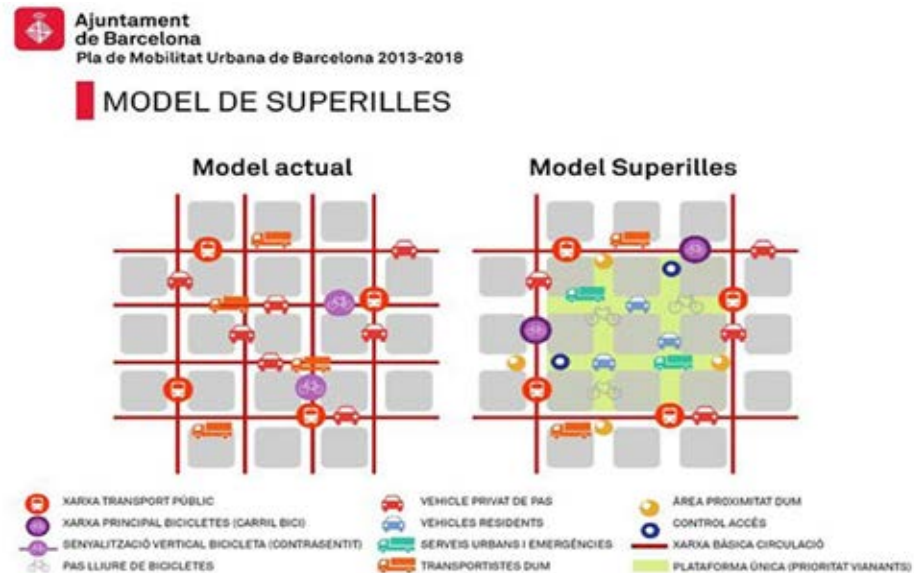 Ajuntament
de Barcelona
Pla de Mobilitat Urbana de Barcelona 2013-2018
MODEL DE SUPERILLES
Model actual
Model Superilles
XARXA TRANSPORT PÚBLIC
XARXA PRINCIPAL BICICLETES (CARRIL BICI)
SENYALITZACIÓ VERTICAL BICICLETA (CONTRASENTIT)
PAS LLIURE DE BICICLETES
VEHICLE PRIVAT DE PAS
VEHICLES RESIDENTS
SERVEIS URBANS I EMERGÈNCIES
TRANSPORTISTES DUM
ÀREA PROXIMITAT DUM
CONTROL ACCÉS
XARXA BÀSICA CIRCULACIÓ
PLATAFORMA ÚNICA (PRIORITAT VIANANTS)